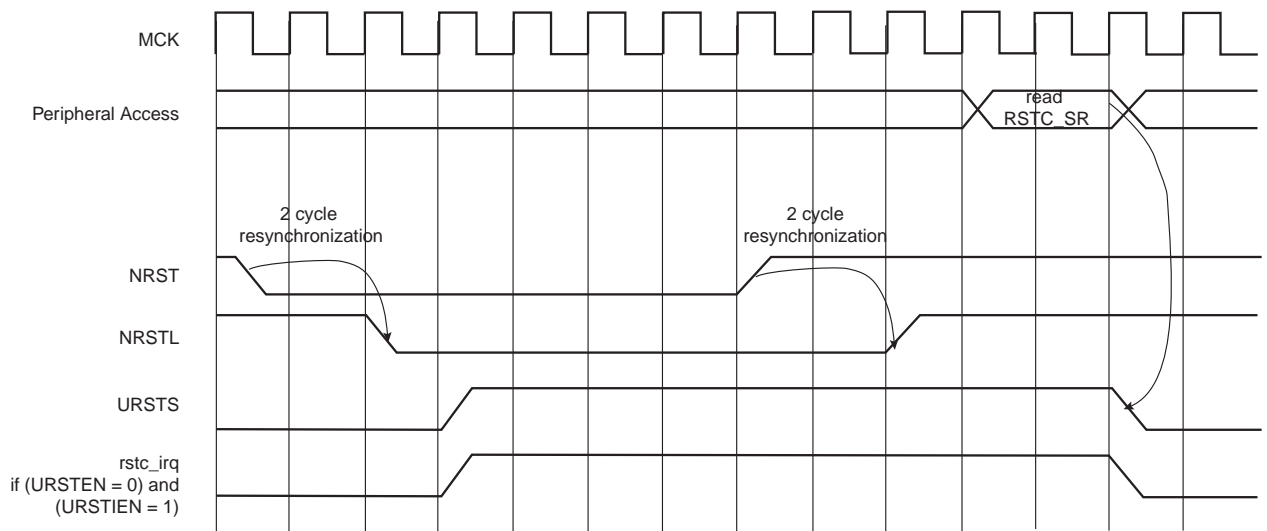 MCK
Peripheral Access
read
RSTC_SR
2 cycle
resynchronization
2 cycle
resynchronization
NRST
NRSTL
URSTS
rstc_irq
if (URSTEN = 0) and
(URSTIEN = 1)